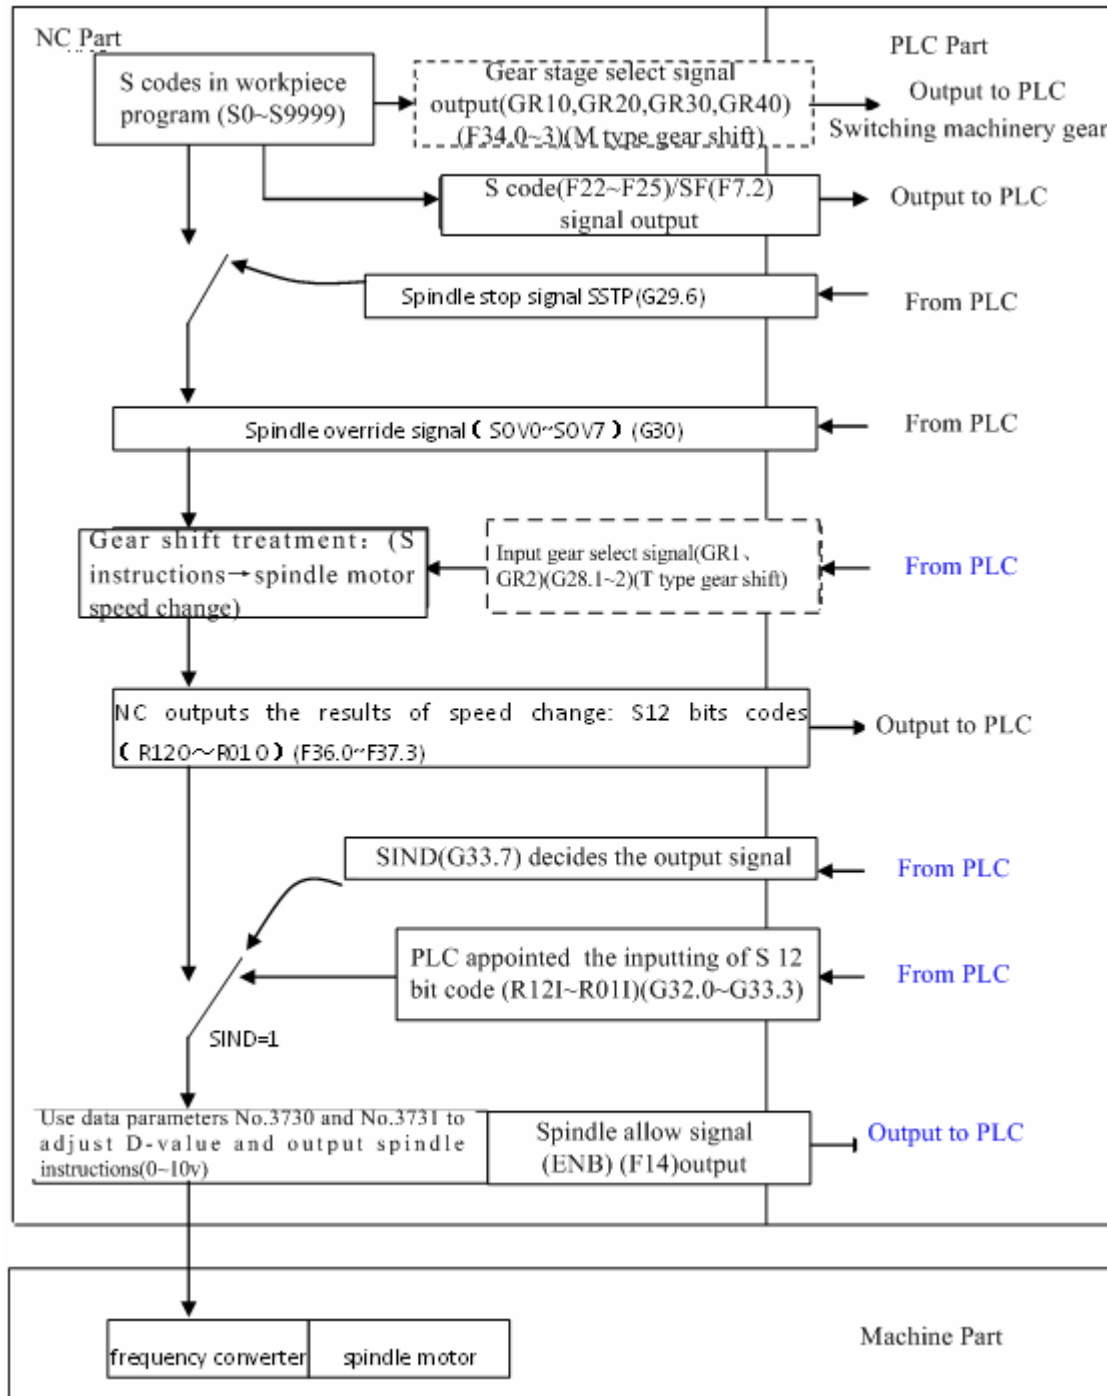 NC Part
PLC Part
S codes in workpiece
program (S0~S9999)
Gear stage select signal
output(GR10,GR20,GR30,GR40)
(F34.0~3)(M type gear shift)
Output to PLC
Switching machinery gear
S code(F22~F25)/SF(F7.2)
signal output
Output to PLC
Spindle stop signal SSTP(G29.6)
From PLC
Spindle override signal ( SOV0~SOV7 ) (G30)
From PLC
Gear shift treatment: (S
instructions→spindle motor
speed change)
Input gear select signal(GR1、
GR2)(G28.1~2)(T type gear shift)
From PLC
NC outputs the results of speed change: S12 bits codes
( R12O～R01O ) (F36.0~F37.3)
Output to PLC
SIND(G33.7) decides the output signal
From PLC
PLC appointed the inputting of S 12
bit code (R12I~R01I)(G32.0~G33.3)
From PLC
SIND=1
Use data parameters No.3730 and No.3731 to
adjust D-value and output spindle
instructions(0~10v)
Spindle allow signal
(ENB) (F14)output
Output to PLC
Machine Part
frequency converter
spindle motor